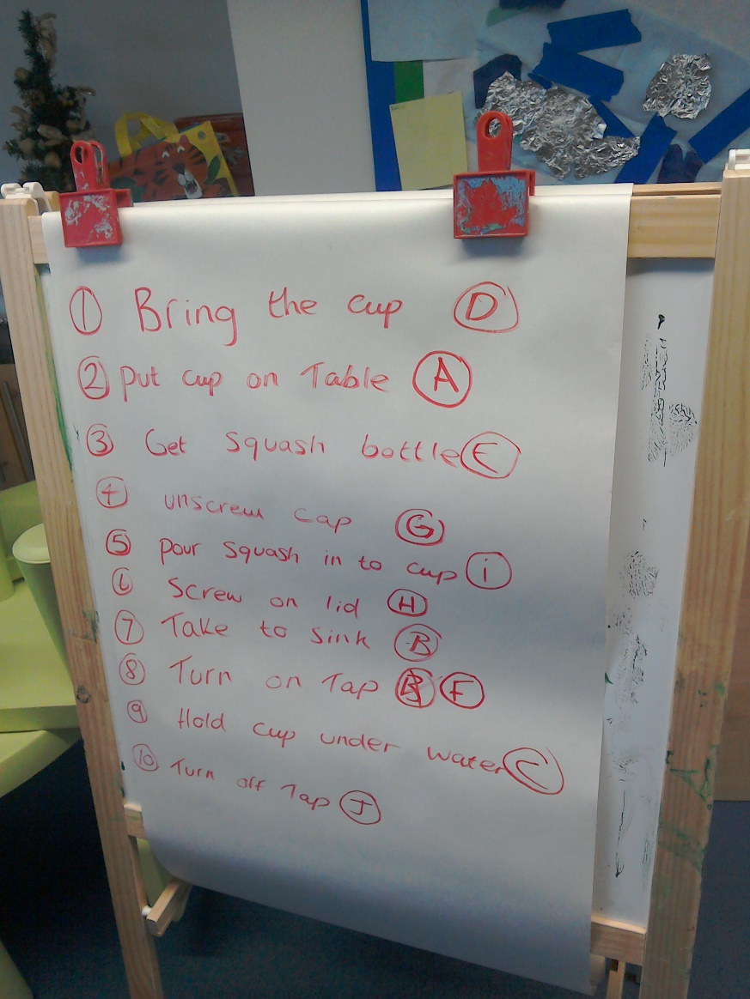 1 Bring the cup D
2 Put cup on Table A
3 Get squash bottle E
4 unscrew cap G
5 pour squash in to cup i
6 Screw on lid H
7 Take to sink B
8 Turn on Tap B F
9 Hold cup under water C
10 Turn off Tap J